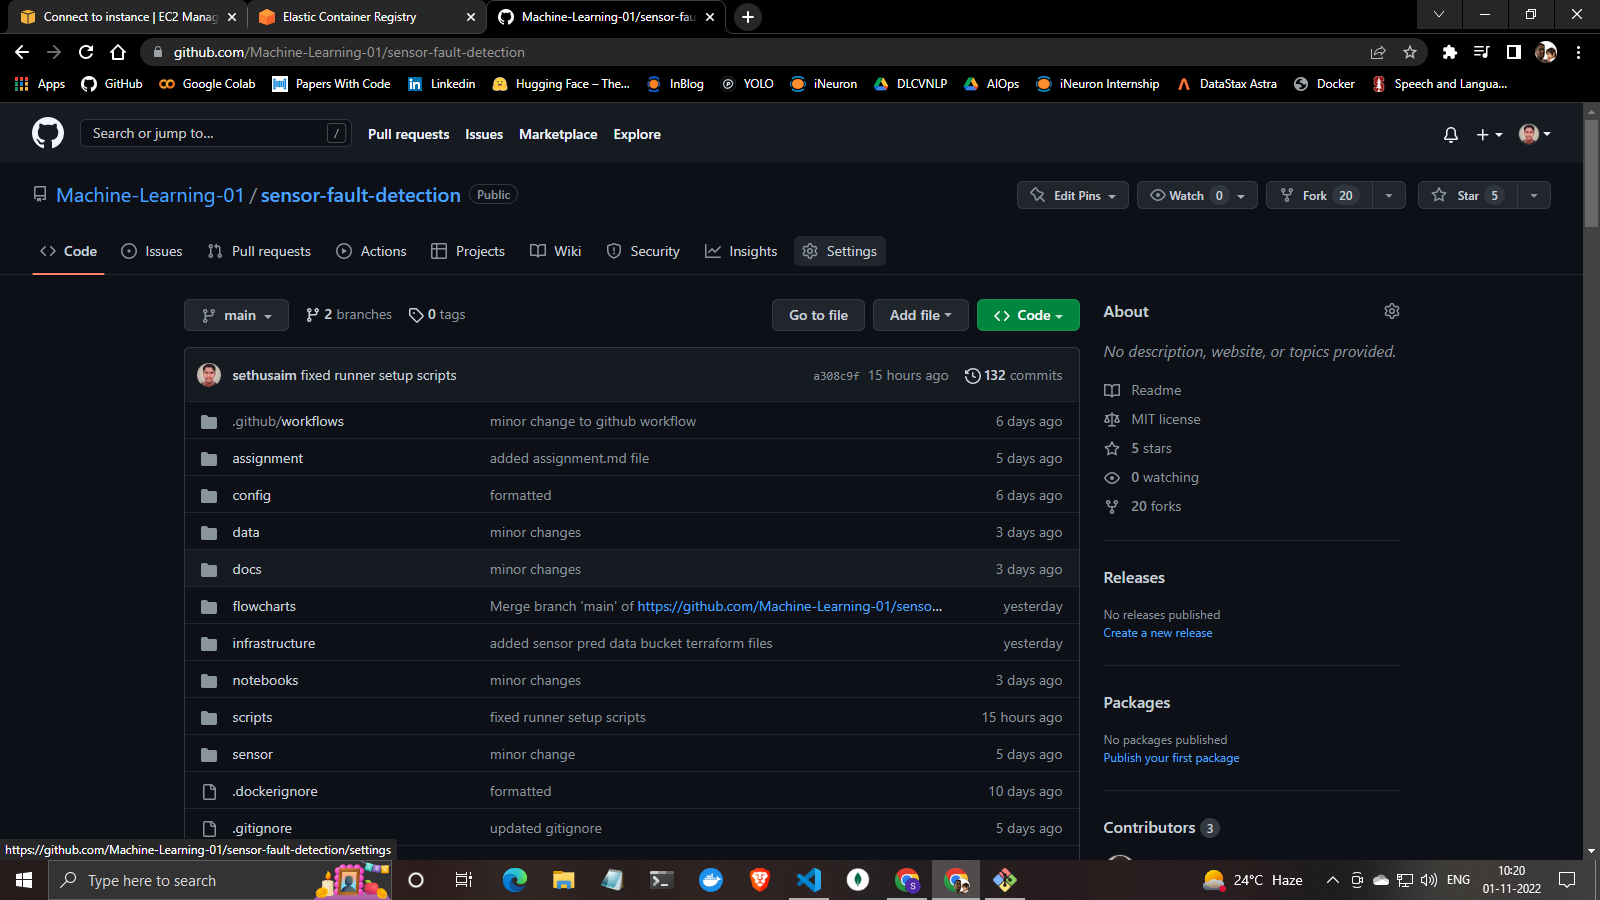 Connect to instance | EC2 Manag
Elastic Container Registry
Machine-Learning-01/sensor-fau
github.com/Machine-Learning-01/sensor-fault-detection
Apps
GitHub
Google Colab
Papers With Code
Linkedin
Hugging Face – The...
InBlog
YOLO
iNeuron
DLCVNLP
AIOps
iNeuron Internship
DataStax Astra
Docker
Speech and Langua...
Search or jump to...
/
Pull requests
Issues
Marketplace
Explore
Machine-Learning-01 / sensor-fault-detection
Public
Edit Pins
Watch 0
Fork 20
Star 5
Code
Issues
Pull requests
Actions
Projects
Wiki
Security
Insights
Settings
main
2 branches
0 tags
Go to file
Add file
Code
sethusaim fixed runner setup scripts
a308c9f 15 hours ago
132 commits
.github/workflows minor change to github workflow 6 days ago
assignment added assignment.md file 5 days ago
config formatted 6 days ago
data minor changes 3 days ago
docs minor changes 3 days ago
flowcharts Merge branch 'main' of https://github.com/Machine-Learning-01/senso... yesterday
infrastructure added sensor pred data bucket terraform files yesterday
notebooks minor changes 3 days ago
scripts fixed runner setup scripts 15 hours ago
sensor minor change 5 days ago
.dockerignore formatted 10 days ago
.gitignore updated gitignore 5 days ago
About
No description, website, or topics provided.
Readme
MIT license
5 stars
0 watching
20 forks
Releases
No releases published
Create a new release
Packages
No packages published
Publish your first package
Contributors 3
https://github.com/Machine-Learning-01/sensor-fault-detection/settings
Type here to search
S
24°C Haze
ENG
10:20
01-11-2022